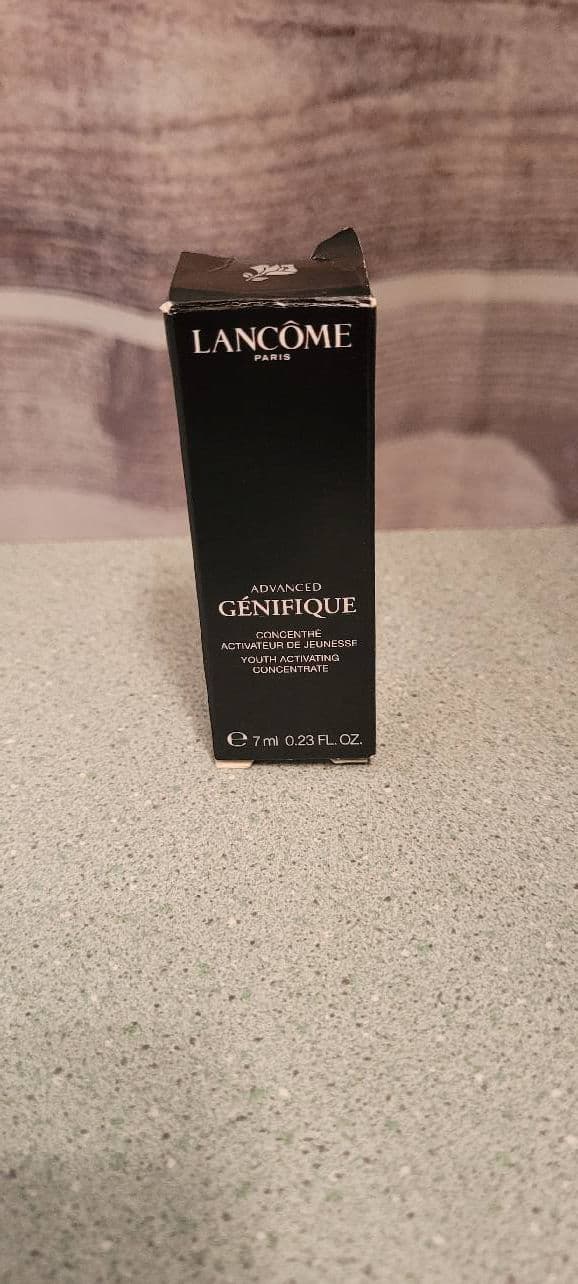 LANCÔME
PARIS
ADVANCED
GÉNIFIQUE
CONCENTRÉ
ACTIVATEUR DE JEUNESSE
YOUTH ACTIVATING
CONCENTRATE
e 7 ml 0.23 FL. OZ.